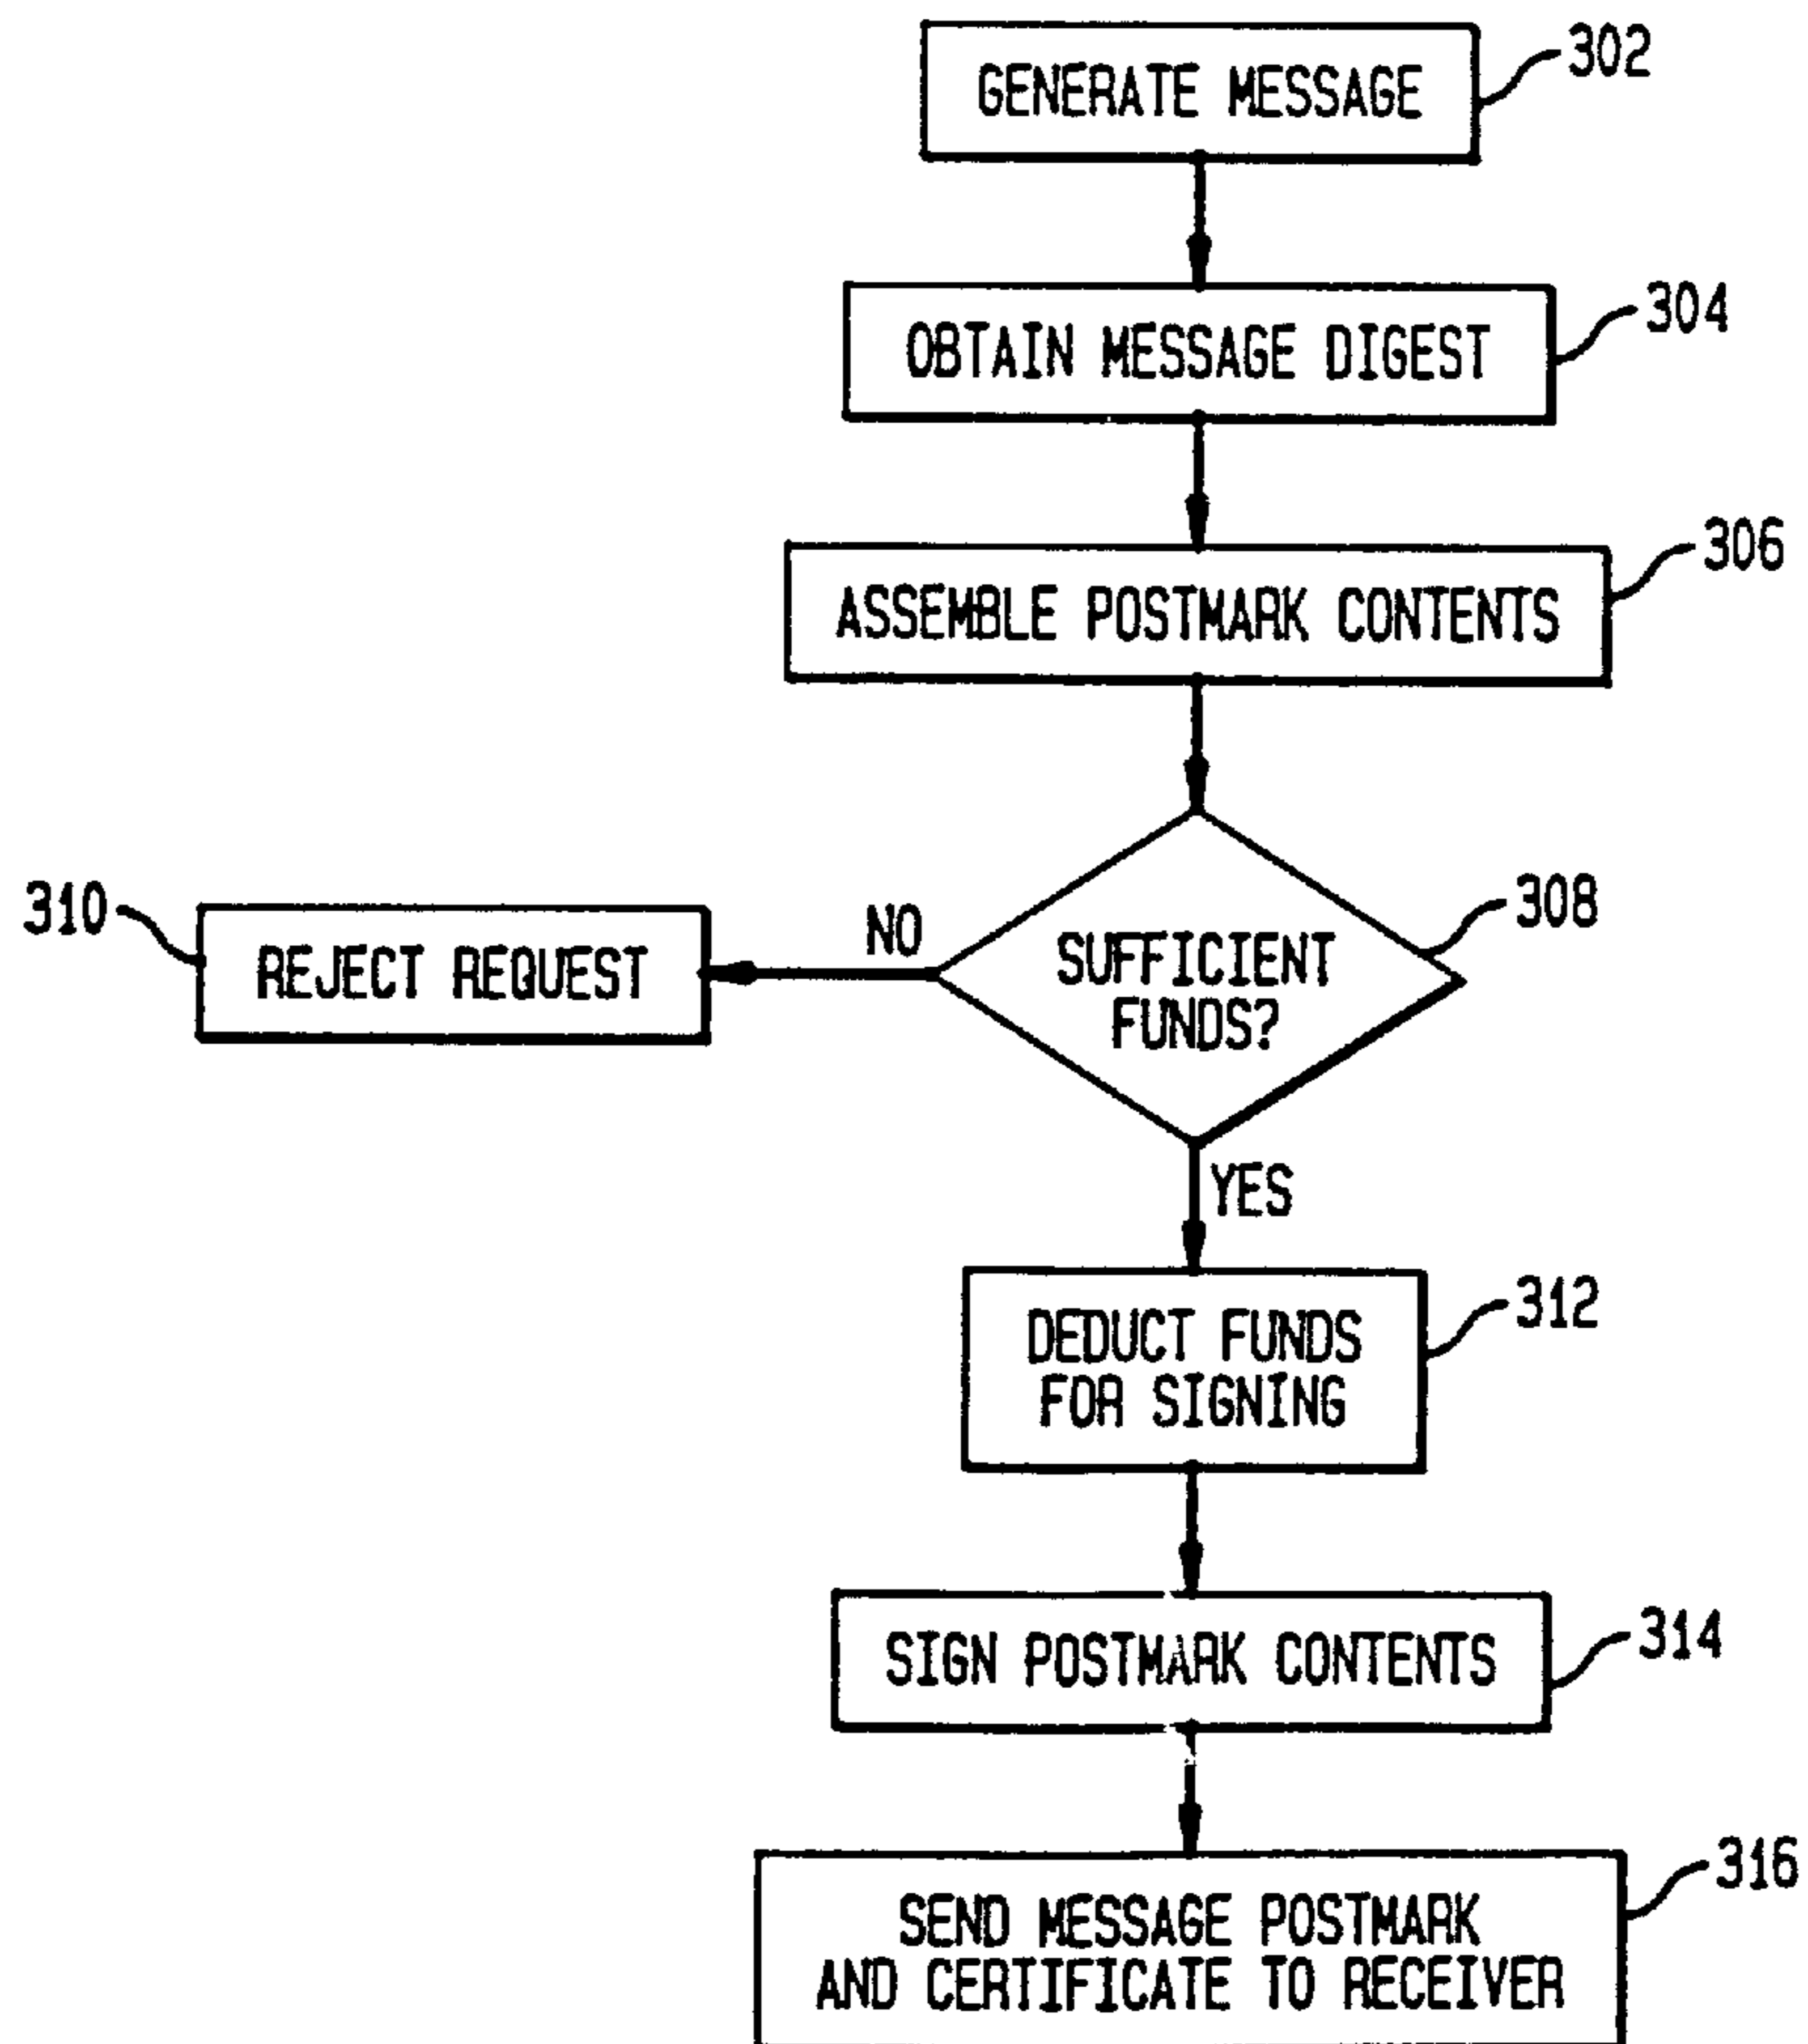 GENERATE MESSAGE
302
OBTAIN MESSAGE DIGEST
304
ASSEMBLE POSTMARK CONTENTS
306
310
REJECT REQUEST
NO
SUFFICIENT
FUNDS?
308
YES
DEDUCT FUNDS
FOR SIGNING
312
SIGN POSTMARK CONTENTS
314
SEND MESSAGE POSTMARK
AND CERTIFICATE TO RECEIVER
316